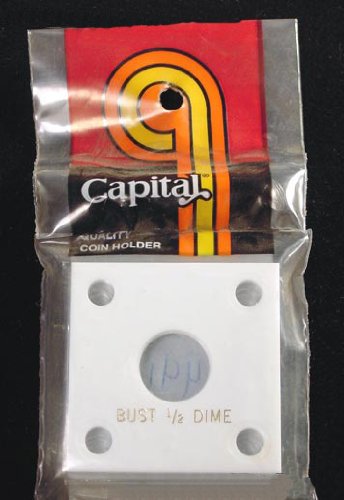 Capital
QUALITY
COIN HOLDER
BUST 1/2 DIME